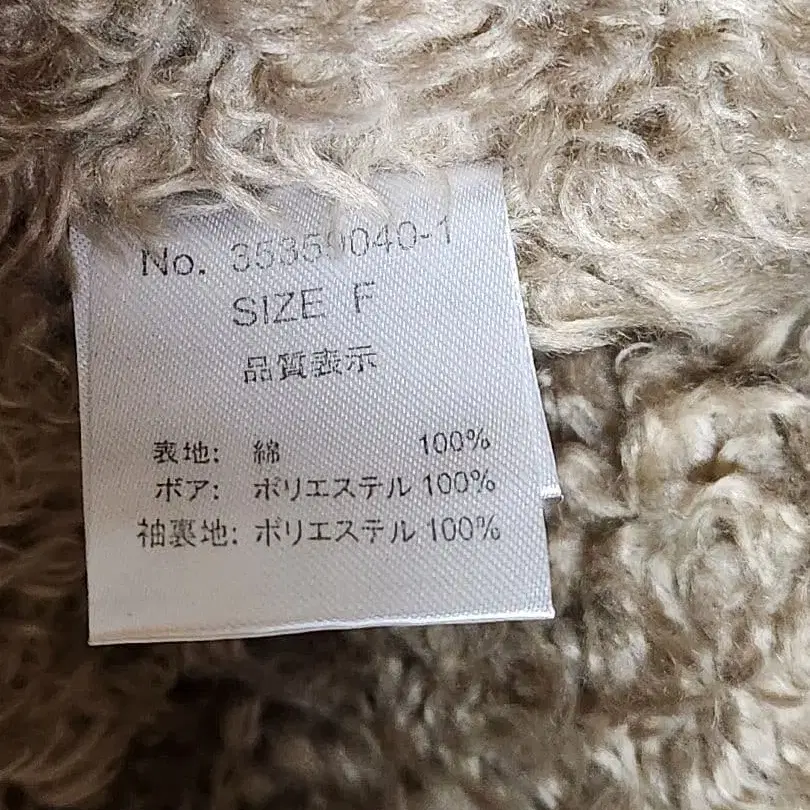 No. 35359040-1
SIZE F
品質表示
表地: 綿 100%
ボア: ポリエステル 100%
袖裏地: ポリエステル 100%